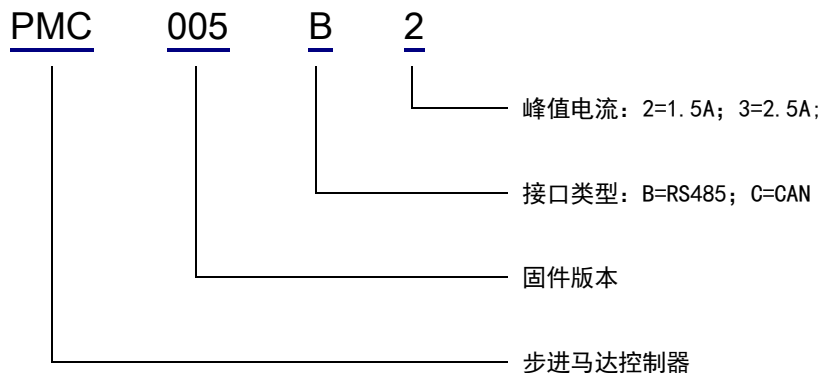 PMC 005 B 2
峰值电流：2=1.5A；3=2.5A;
接口类型：B=RS485；C=CAN
固件版本
步进马达控制器